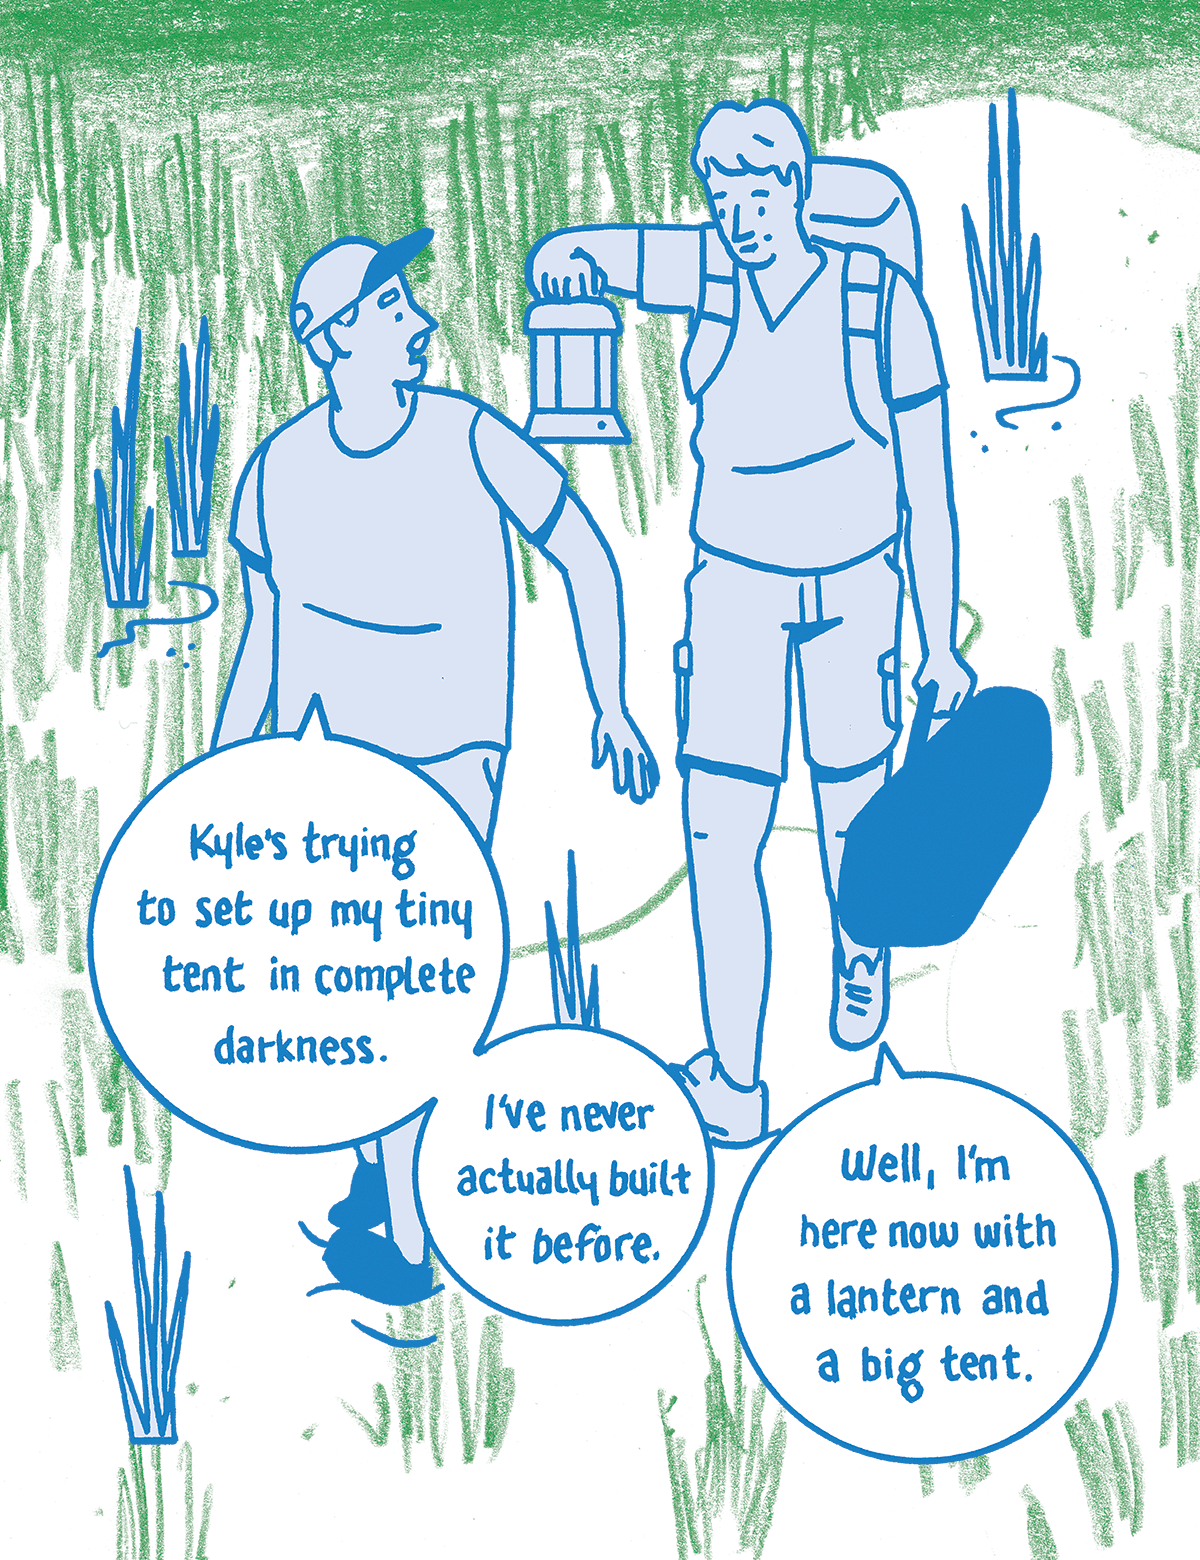 Kyle's trying
to set up my tiny
tent in complete
darkness.
I've never
actually built
it before.
Well, I'm
here now with
a lantern and
a big tent.